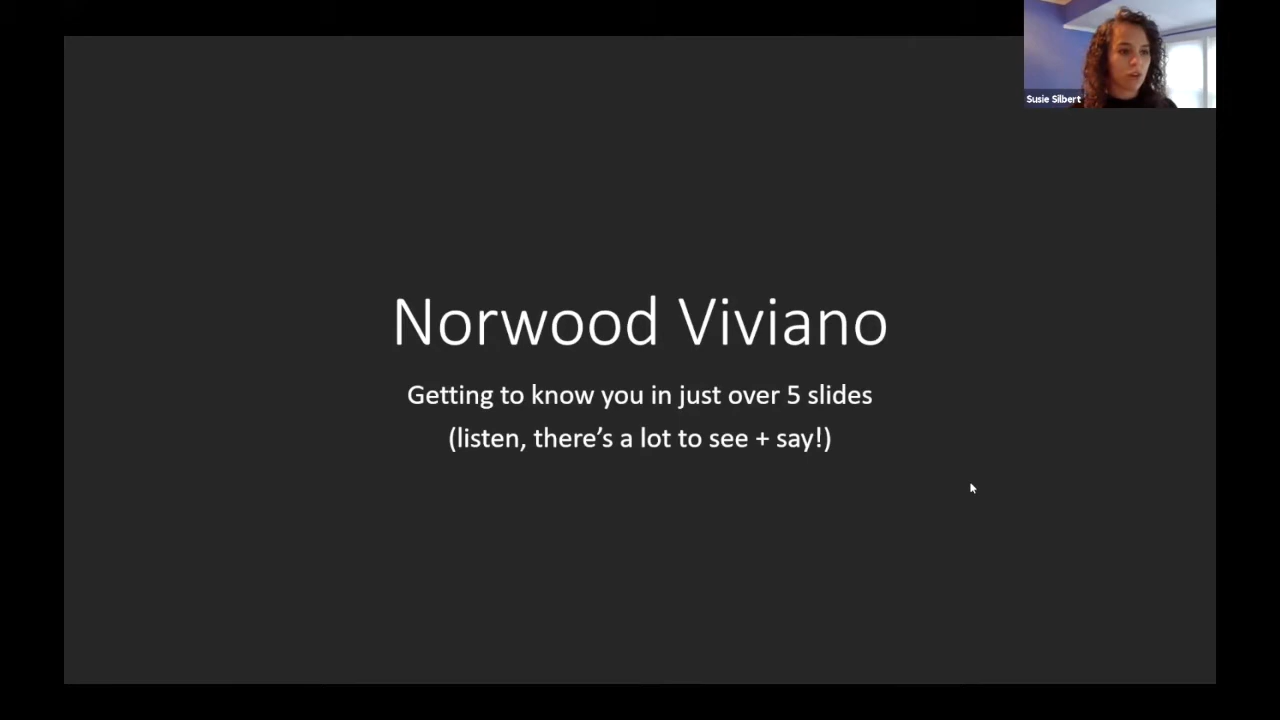 Susie Silbert
Norwood Viviano
Getting to know you in just over 5 slides
(listen, there’s a lot to see + say!)